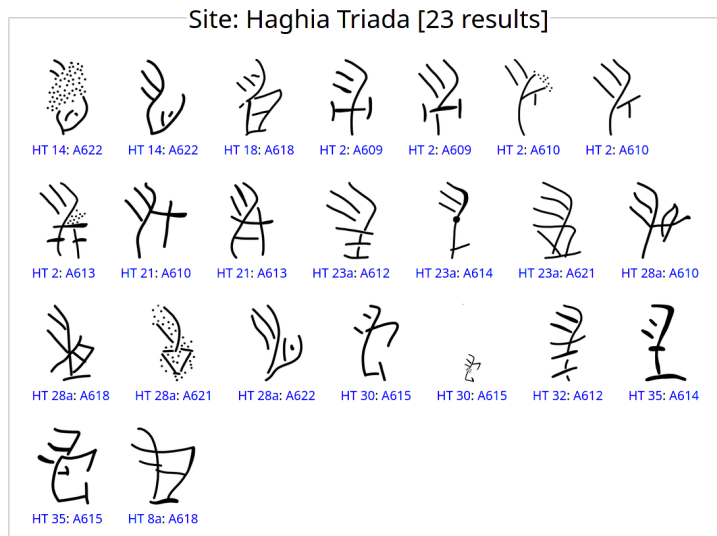 Site: Haghia Triada [23 results]
HT 14: A622 HT 14: A622 HT 18: A618 HT 2: A609 HT 2: A609 HT 2: A610 HT 2: A610
HT 2: A613 HT 21: A610 HT 21: A613 HT 23a: A612 HT 23a: A614 HT 23a: A621 HT 28a: A610
HT 28a: A618 HT 28a: A621 HT 28a: A622 HT 30: A615 HT 30: A615 HT 32: A612 HT 35: A614
HT 35: A615 HT 8a: A618